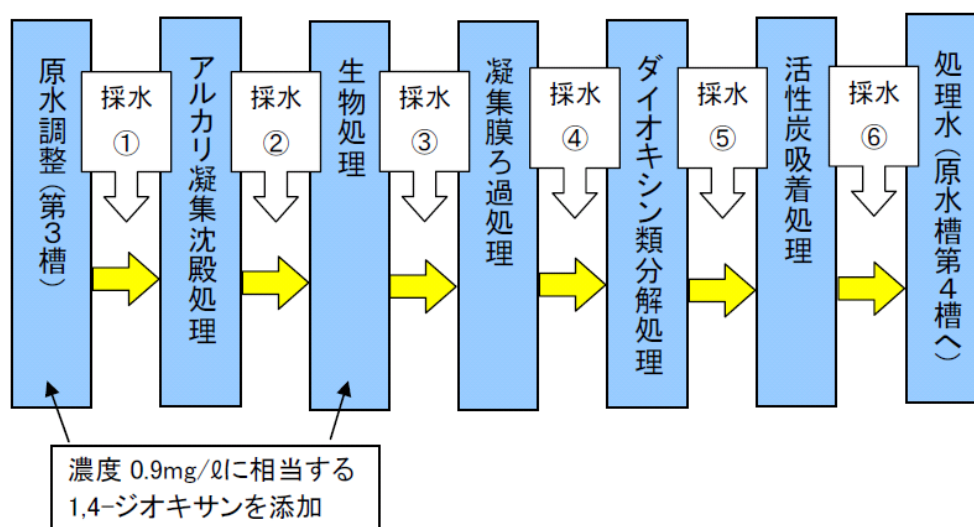 原水調整（第３槽）
採水
①
アルカリ凝集沈殿処理
採水
②
生物処理
採水
③
凝集膜ろ過処理
採水
④
ダイオキシン類分解処理
採水
⑤
活性炭吸着処理
採水
⑥
処理水（原水槽第４槽へ）
濃度 0.9mg/ℓに相当する
1,4-ジオキサンを添加